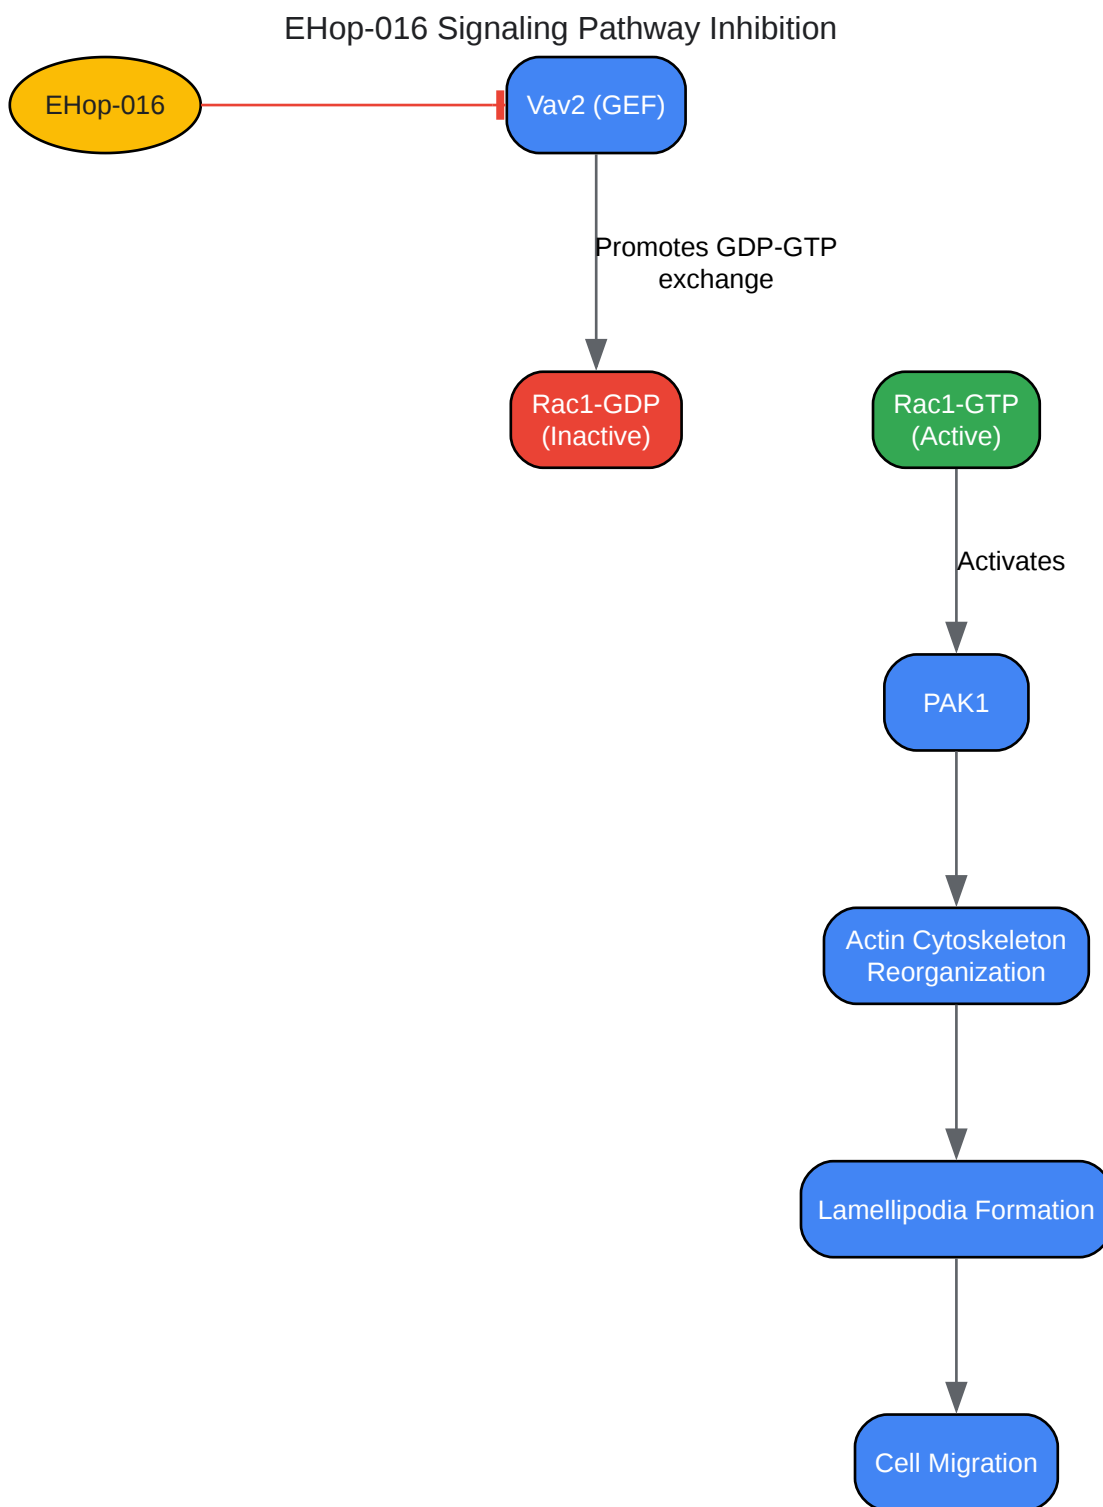 EHop-016 Signaling Pathway Inhibition
EHop-016
Vav2 (GEF)
Promotes GDP-GTP
exchange
Rac1-GDP
(Inactive)
Rac1-GTP
(Active)
Activates
PAK1
Actin Cytoskeleton
Reorganization
Lamellipodia Formation
Cell Migration